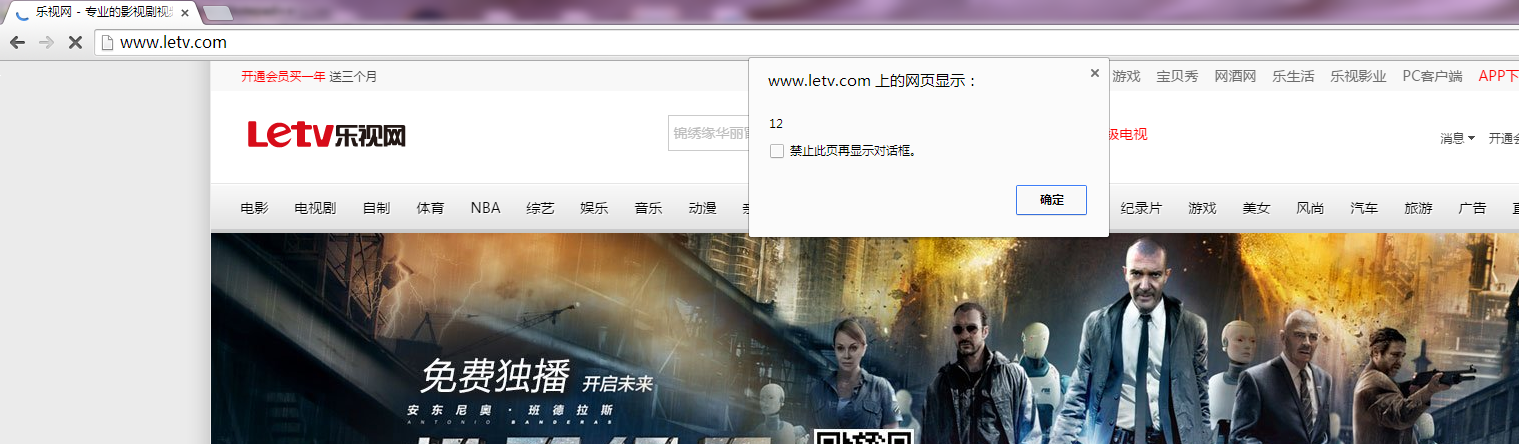 乐视网 - 专业的影视剧视频
www.letv.com
开通会员买一年 送三个月
游戏 宝贝秀 网酒网 乐生活 乐视影业 PC客户端 APP下
Letv乐视网
锦绣缘华丽
级电视
消息 开通会
www.letv.com 上的网页显示：
12
禁止此页再显示对话框。
确定
电影 电视剧 自制 体育 NBA 综艺 娱乐 音乐 动漫 纪录片 游戏 美女 风尚 汽车 旅游 广告
免费独播 开启未来
安东尼奥·班德拉斯
ANTONIO BANDERAS